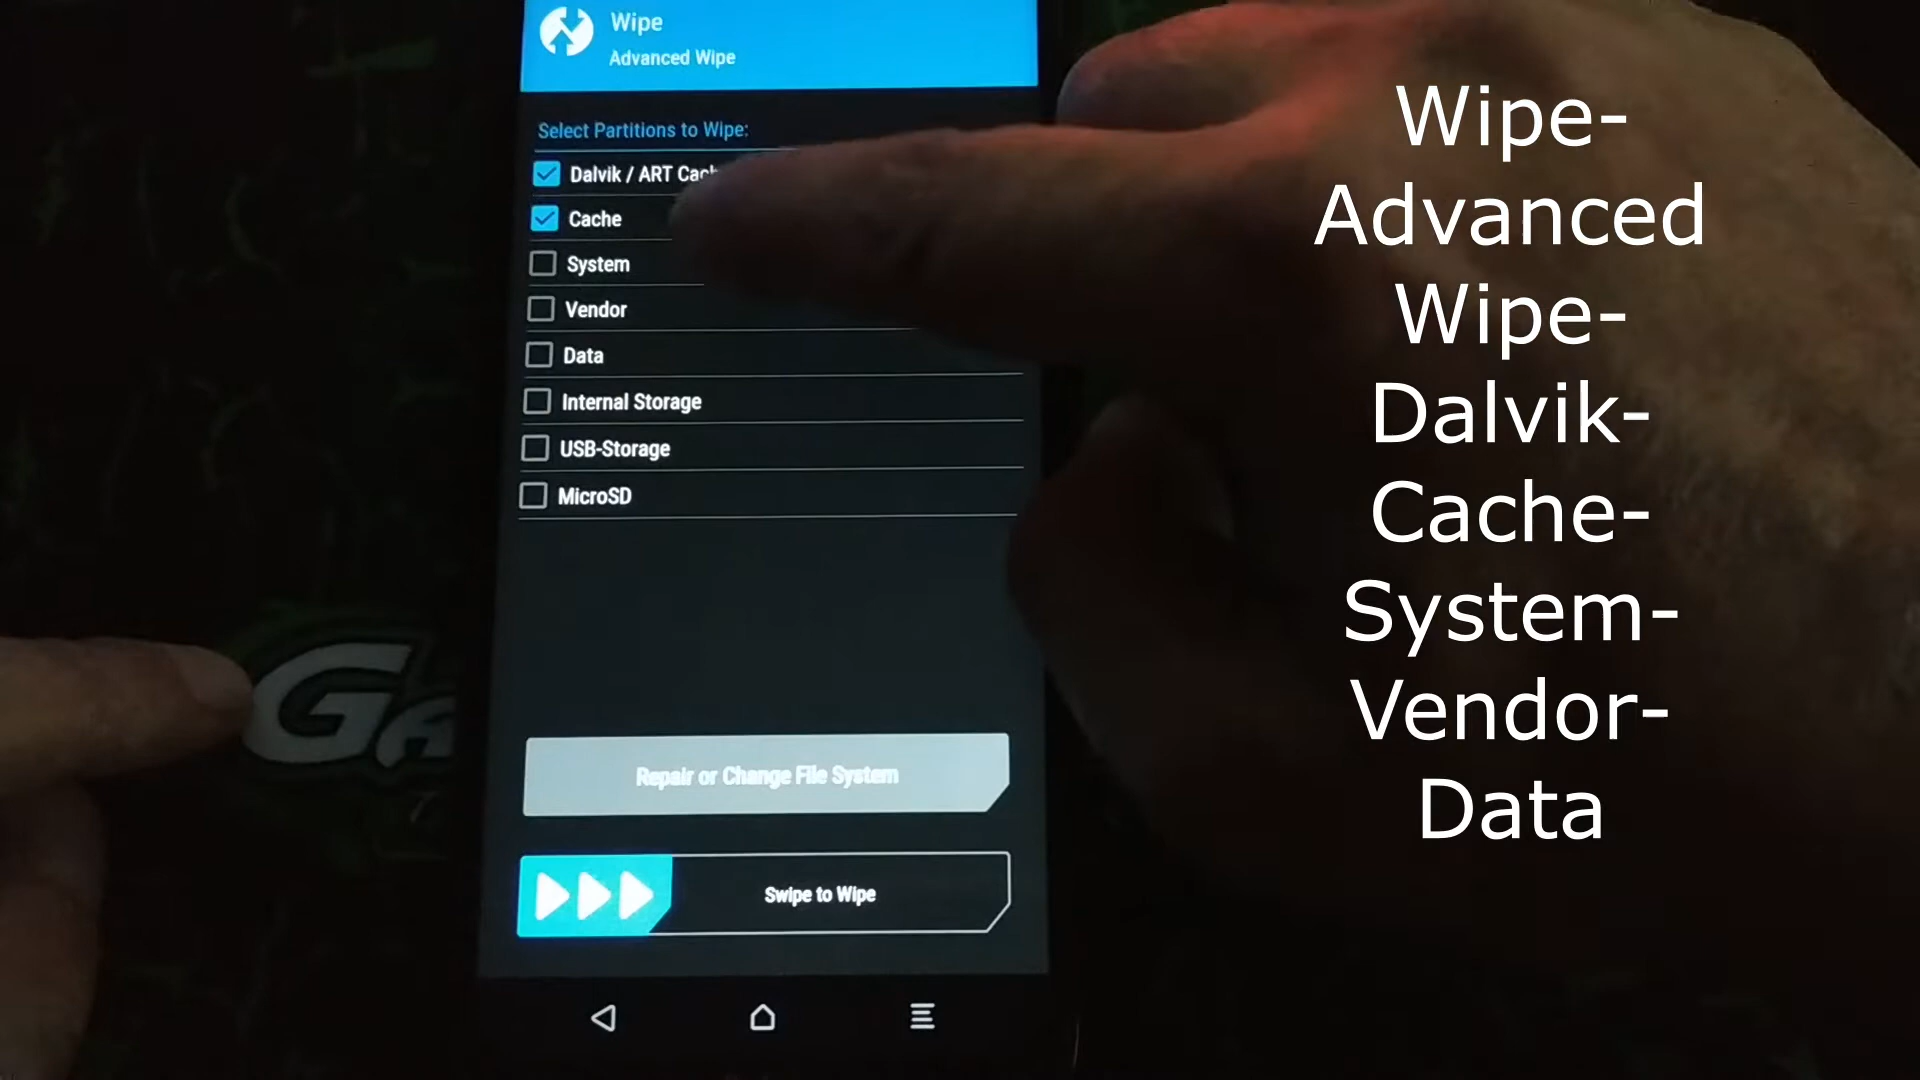 Wipe
Advanced Wipe
Select Partitions to Wipe:
Dalvik / ART
Cache
System
Vendor
Data
Internal Storage
USB-Storage
MicroSD
Repair or Change File System
Swipe to Wipe
Wipe-
Advanced
Wipe-
Dalvik-
Cache-
System-
Vendor-
Data